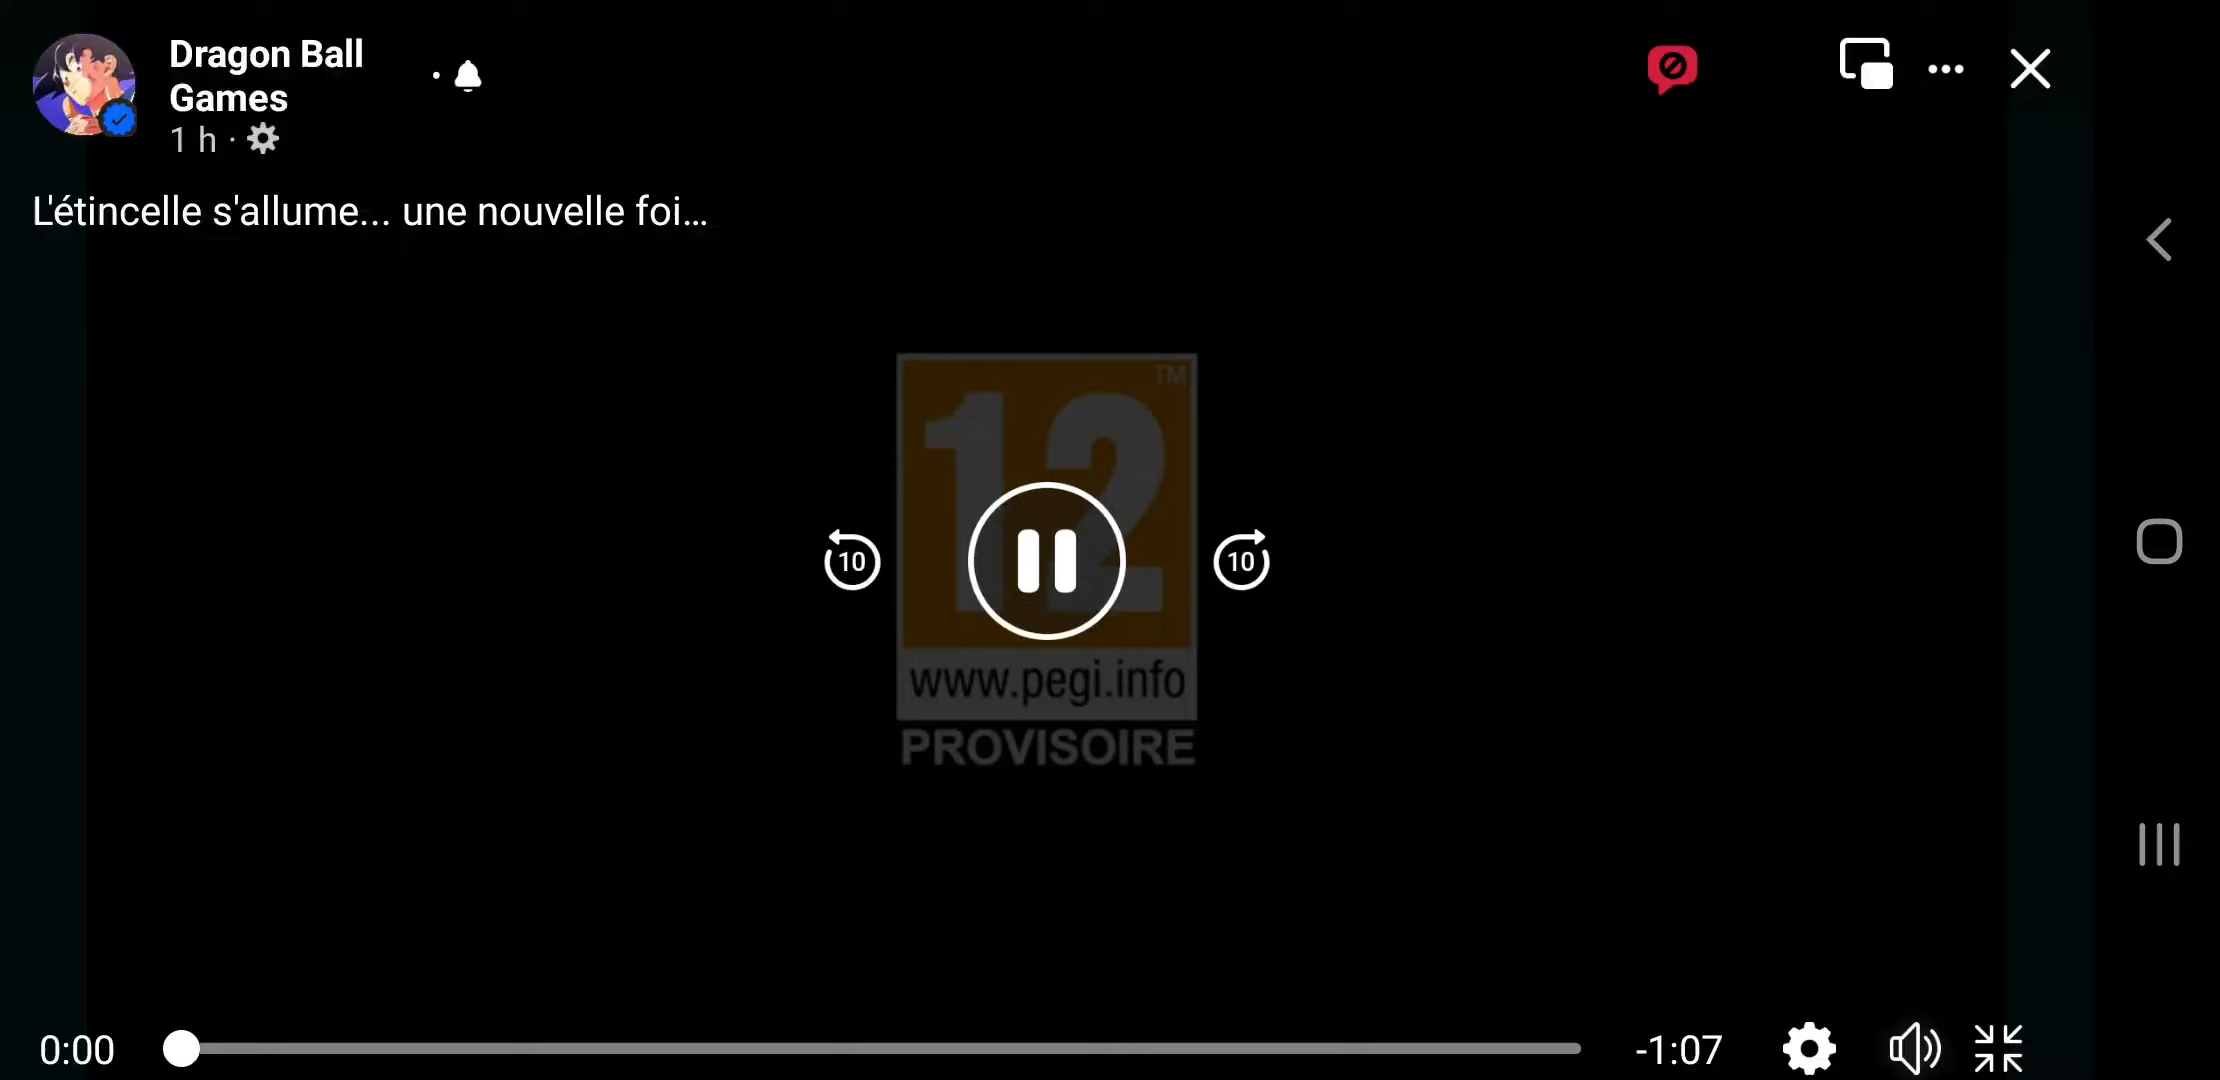 Dragon Ball
Games
1 h ·
L'étincelle s'allume... une nouvelle foi...
TM
12
10
10
www.pegi.info
PROVISOIRE
0:00
-1:07